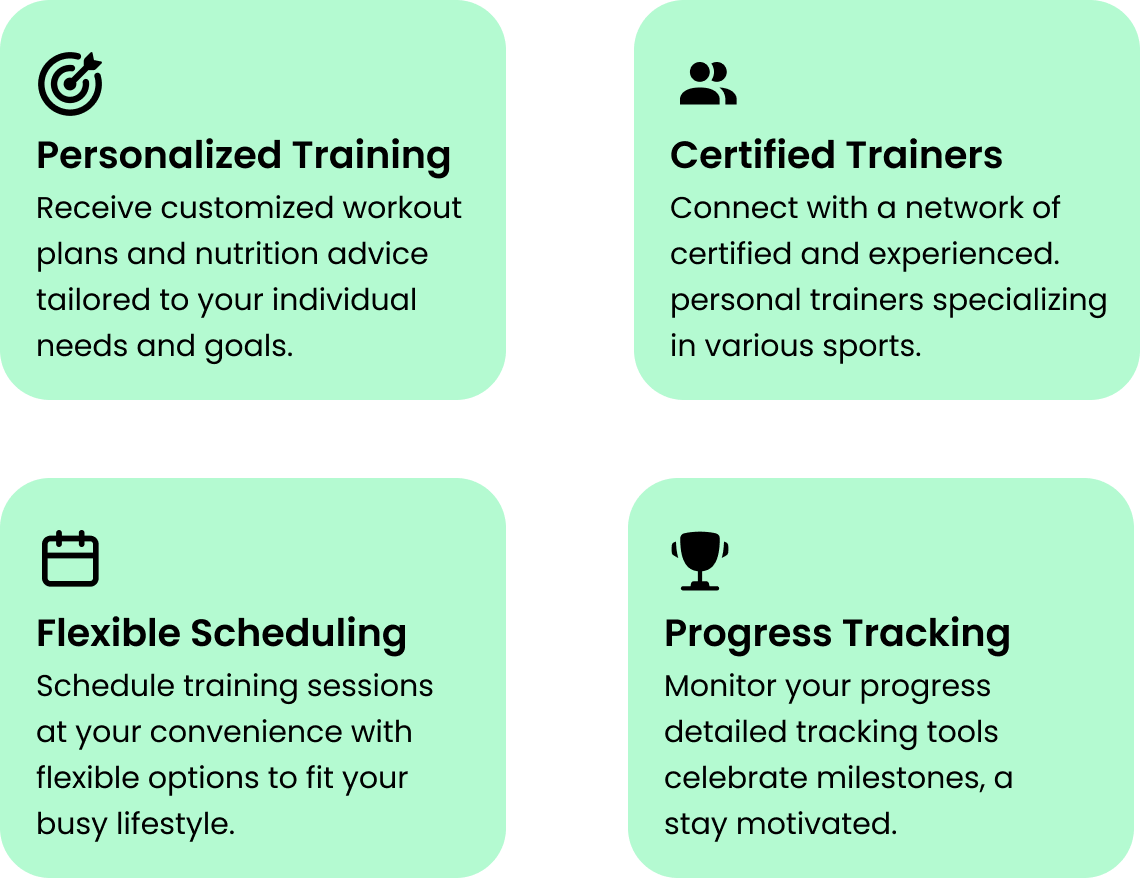 Personalized Training
Receive customized workout
plans and nutrition advice
tailored to your individual
needs and goals.
Certified Trainers
Connect with a network of
certified and experienced.
personal trainers specializing
in various sports.
Flexible Scheduling
Schedule training sessions
at your convenience with
flexible options to fit your
busy lifestyle.
Progress Tracking
Monitor your progress
detailed tracking tools
celebrate milestones, a
stay motivated.